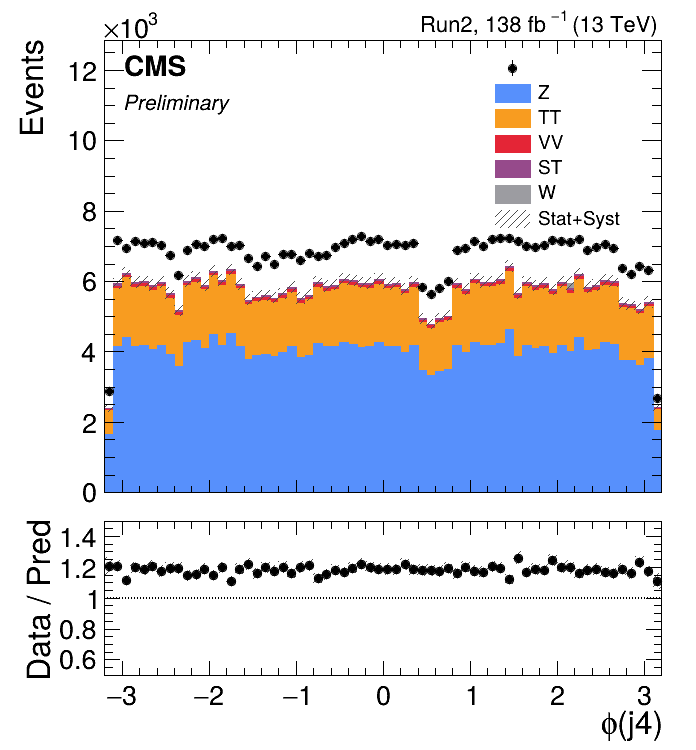 ×10³
Run2, 138 fb⁻¹ (13 TeV)
Events
CMS
Preliminary
Z
TT
VV
ST
W
Stat+Syst
12
10
8
6
4
2
0
Data / Pred
1.4
1.2
1
0.8
0.6
−3 −2 −1 0 1 2 3
ϕ(j4)